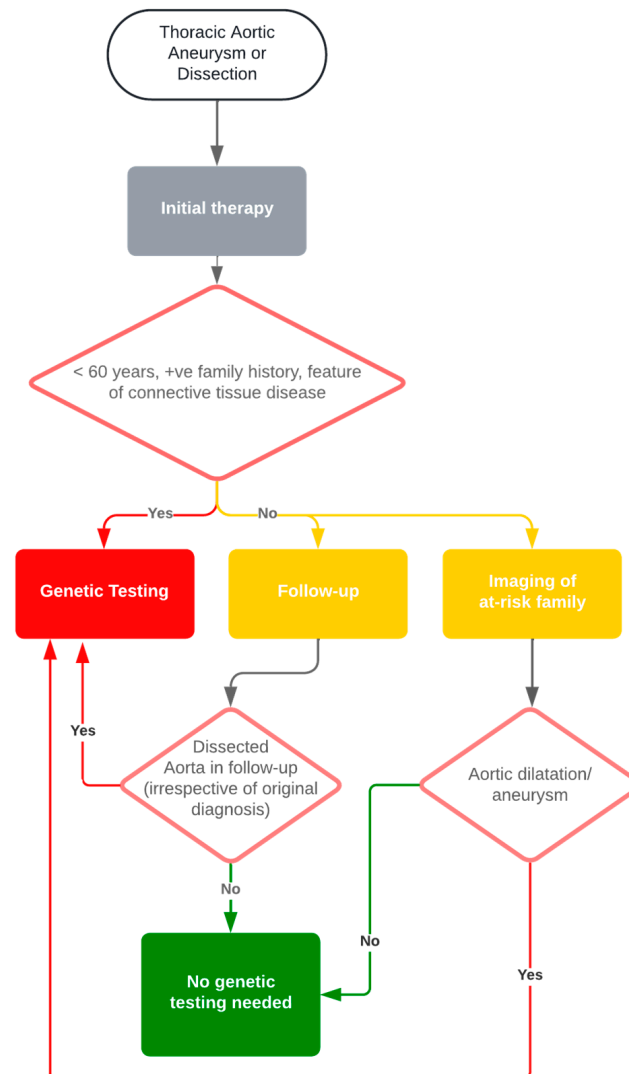 Thoracic Aortic
Aneurysm or
Dissection
Initial therapy
< 60 years, +ve family history, feature
of connective tissue disease
Yes
No
Genetic Testing
Follow-up
Imaging of
at-risk family
Yes
Dissected
Aorta in follow-up
(irrespective of original
diagnosis)
Aortic dilatation/
aneurysm
No
No
No genetic
testing needed
Yes